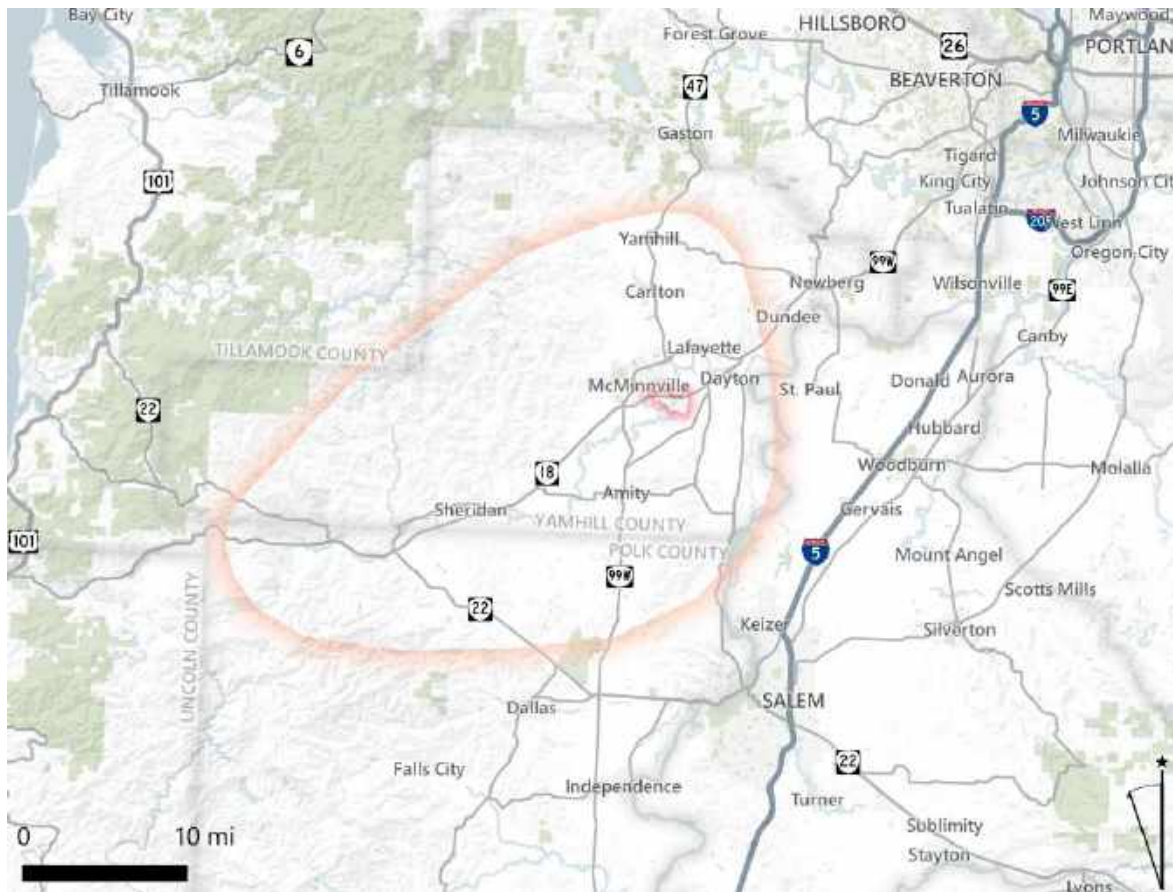 Bay City
HILLSBORO
Maywood
Forest Grove
6
26
PORTLAN
BEAVERTON
Tillamook
47
5
Gaston
Milwaukie
Tigard
101
King City
Johnson Cit
Tualatin
205
West Linn
Yamhill
Oregon City
99W
Newberg
Wilsonville
99E
Carlton
Dundee
Canby
TILLAMOOK COUNTY
Lafayette
McMinnville
Dayton
St. Paul
Donald
Aurora
22
Hubbard
18
Woodburn
Molalla
Amity
Sheridan
Gervais
YAMHILL COUNTY
101
POLK COUNTY
5
Mount Angel
99W
Scotts Mills
22
LINCOLN COUNTY
Keizer
Silverton
Dallas
SALEM
Falls City
22
Independence
Turner
0 10 mi
Sublimity
Stayton
Lyons